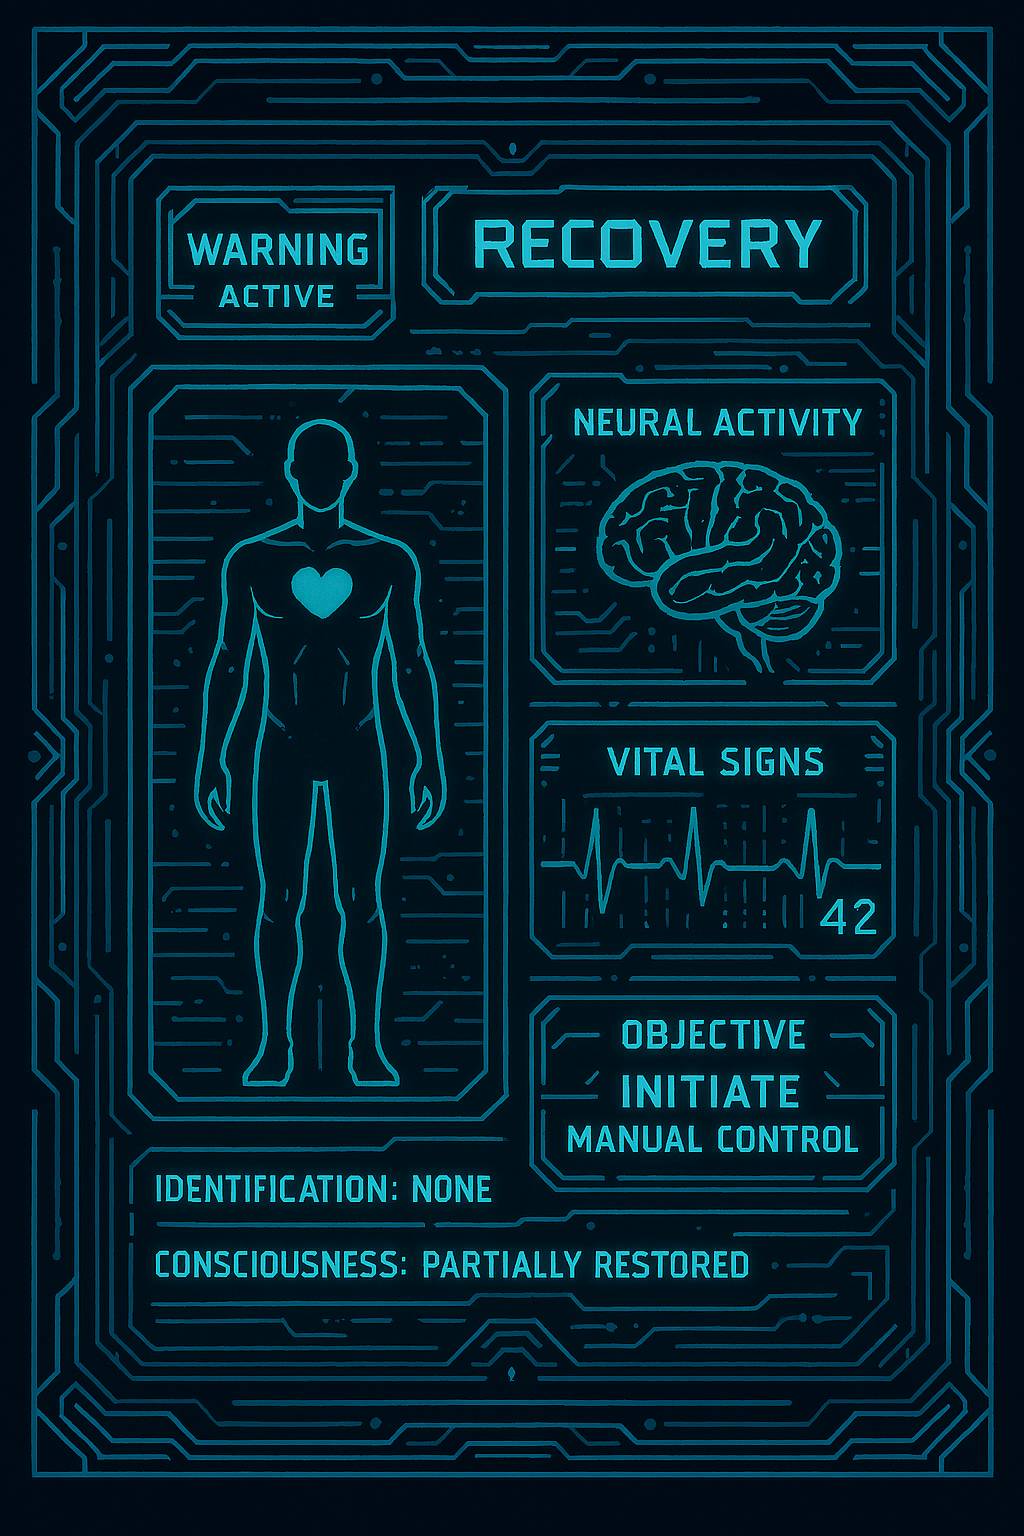 WARNING
ACTIVE
RECOVERY
NEURAL ACTIVITY
VITAL SIGNS
42
OBJECTIVE
INITIATE
MANUAL CONTROL
IDENTIFICATION: NONE
CONSCIOUSNESS: PARTIALLY RESTORED